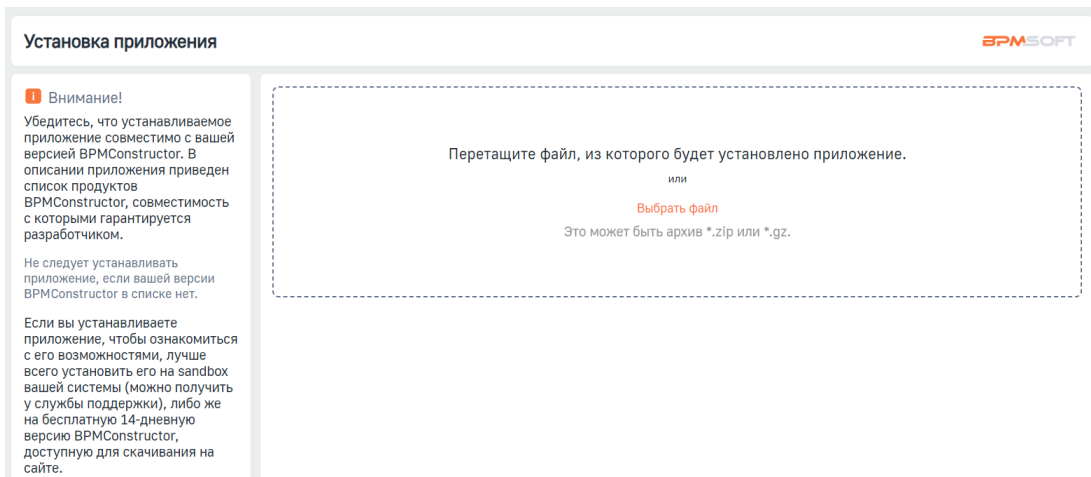 Установка приложения
BPMSOFT
Внимание!
Убедитесь, что устанавливаемое
приложение совместимо с вашей
версией BPMConstructor. В
описании приложения приведен
список продуктов
BPMConstructor, совместимость
с которыми гарантируется
разработчиком.
Не следует устанавливать
приложение, если вашей версии
BPMConstructor в списке нет.
Если вы устанавливаете
приложение, чтобы ознакомиться
с его возможностями, лучше
всего установить его на sandbox
вашей системы (можно получить
у службы поддержки), либо же
на бесплатную 14-дневную
версию BPMConstructor,
доступную для скачивания на
сайте.
Перетащите файл, из которого будет установлено приложение.
или
Выбрать файл
Это может быть архив *.zip или *.gz.